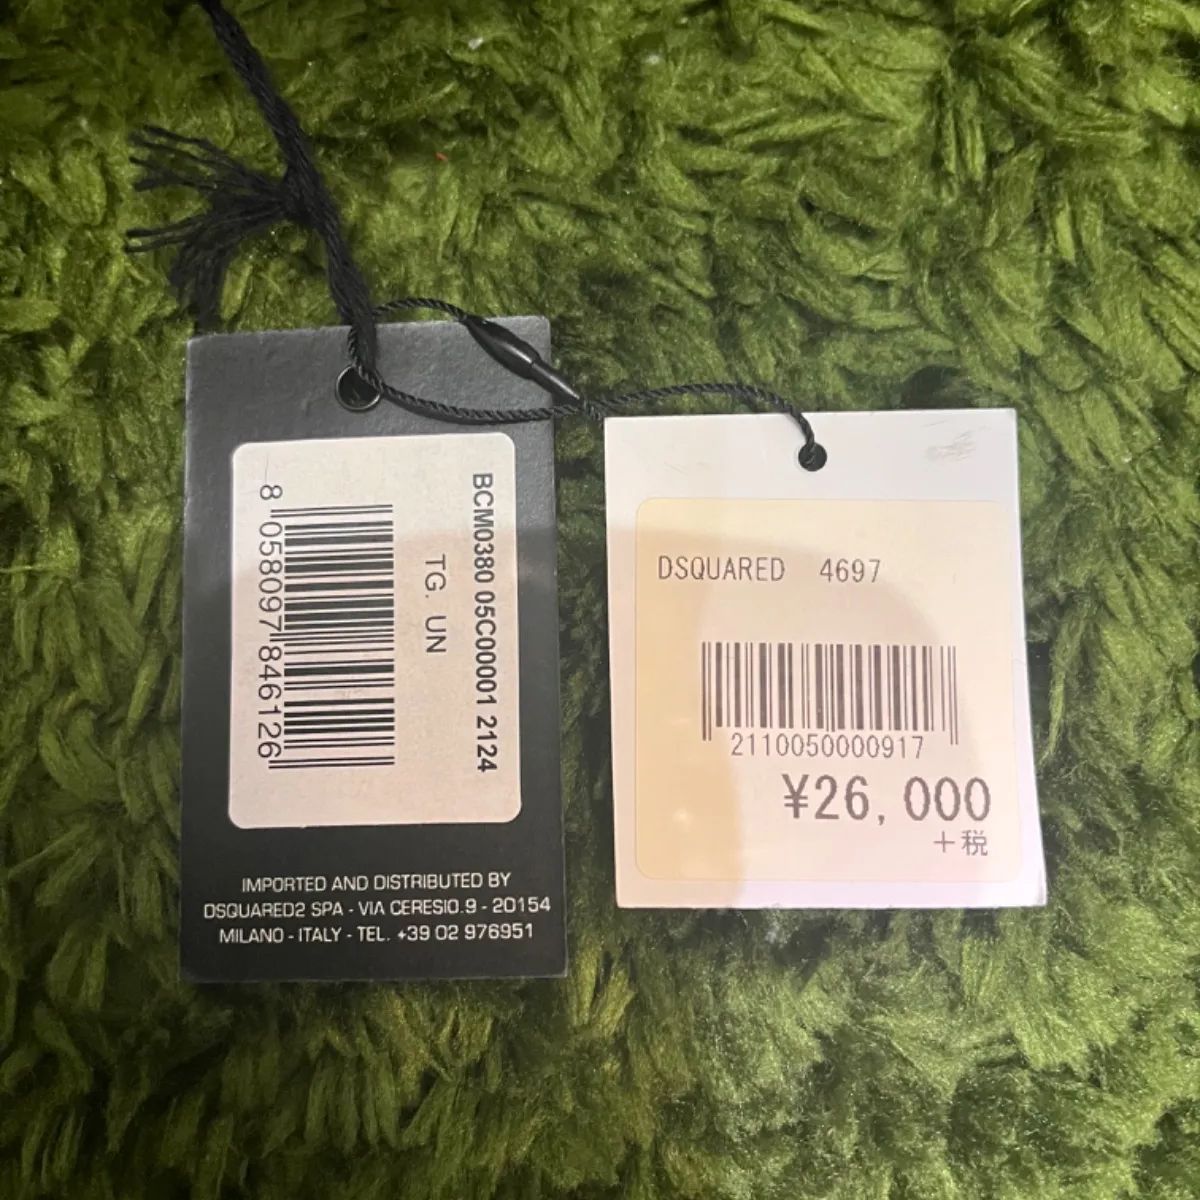 BCM0380 05C00001 2124
TG. UN
8 058097 846126
IMPORTED AND DISTRIBUTED BY
DSQUARED2 SPA - VIA CERESIO.9 - 20154
MILANO - ITALY - TEL. +39 02 976951
DSQUARED 4697
2110050000917
¥26,000
+税